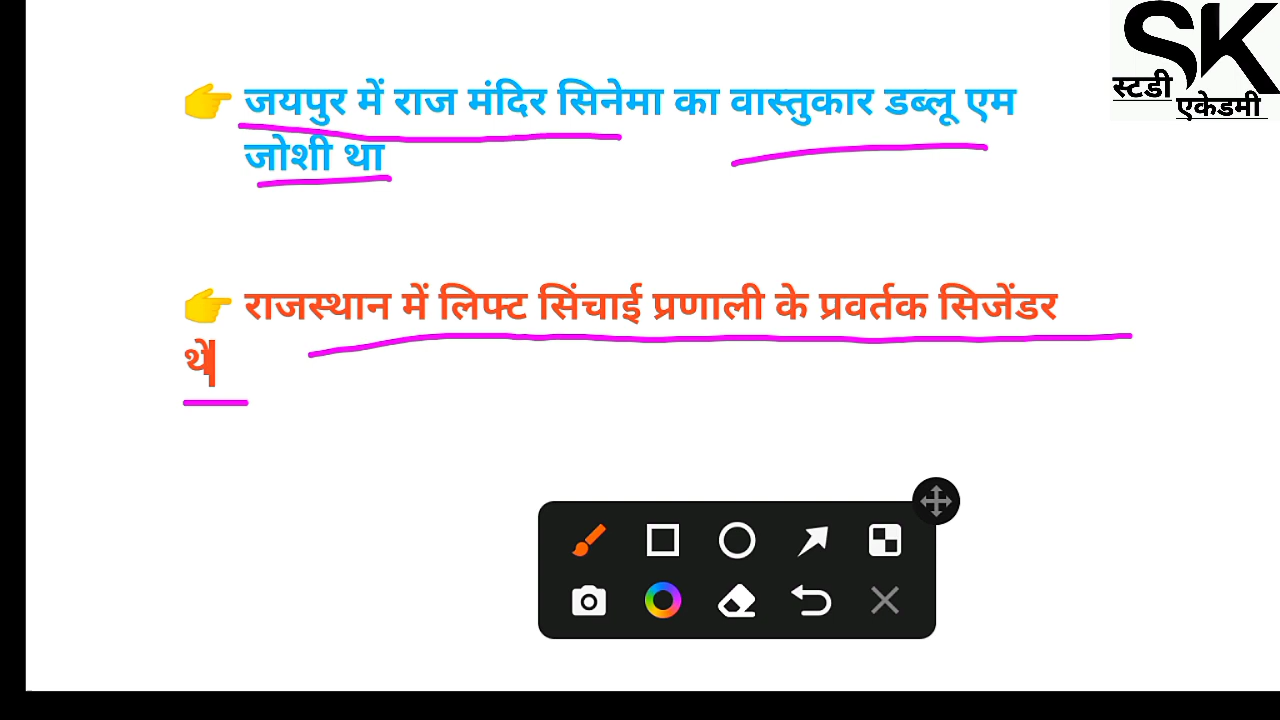 SK
स्टडी
एकेडमी
👉 जयपुर में राज मंदिर सिनेमा का वास्तुकार डब्लू एम
जोशी था
👉 राजस्थान में लिफ्ट सिंचाई प्रणाली के प्रवर्तक सिजेंडर
थे